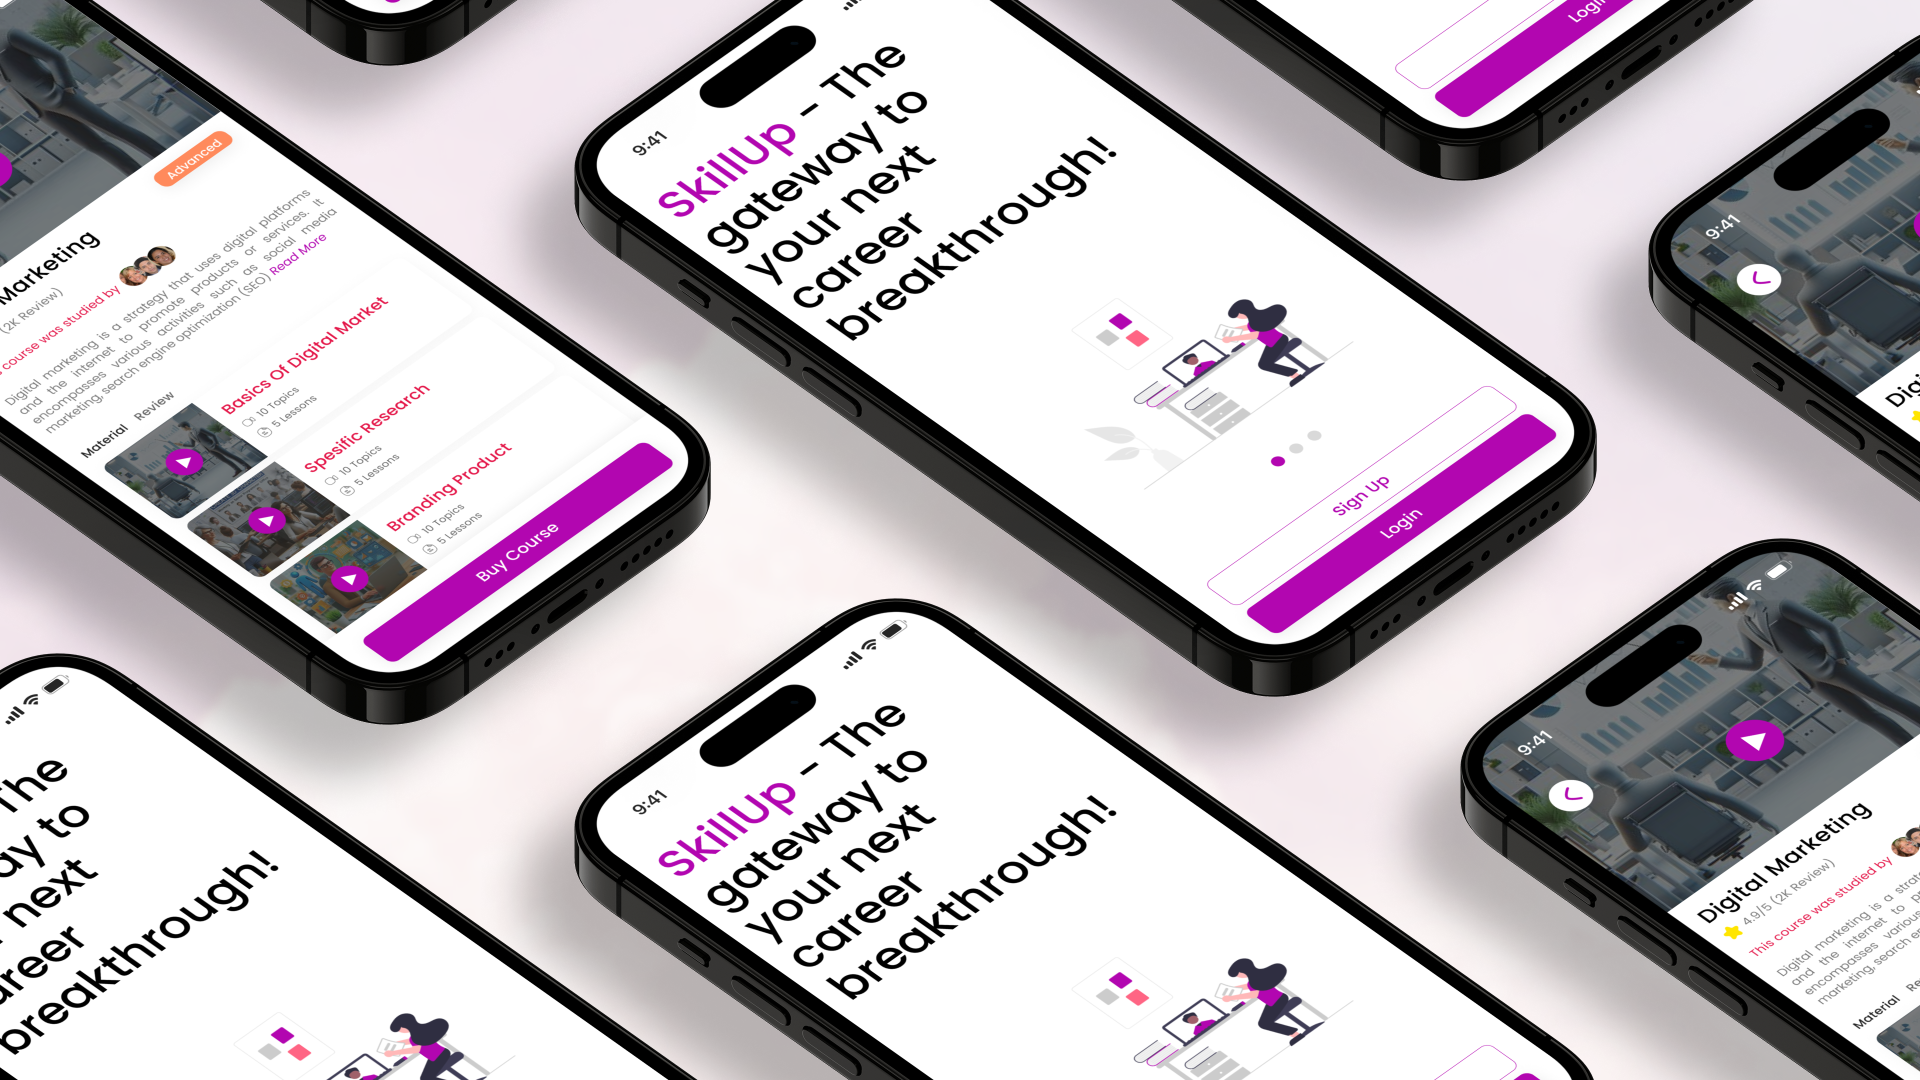 Advanced
Marketing
(2K Review)
course was studied by
Digital marketing is a strategy that uses digital platforms
and the internet to promote products or services. It
encompasses various activities such as social media
marketing, search engine optimization (SEO) Read More
Material Review
Basics Of Digital Market
10 Topics
5 Lessons
Spesific Research
10 Topics
5 Lessons
Branding Product
10 Topics
5 Lessons
Buy Course
9:41
SkillUp – The
gateway to
your next
career
breakthrough!
Sign Up
Login
Login
9:41
The
to
next
breakthrough!
9:41
SkillUp – The
gateway to
your next
career
breakthrough!
9:41
Digital Marketing
4.9/5 (2K Review)
This course was studied by
Digital marketing is a
and the internet to
encompasses various
marketing, search
Material